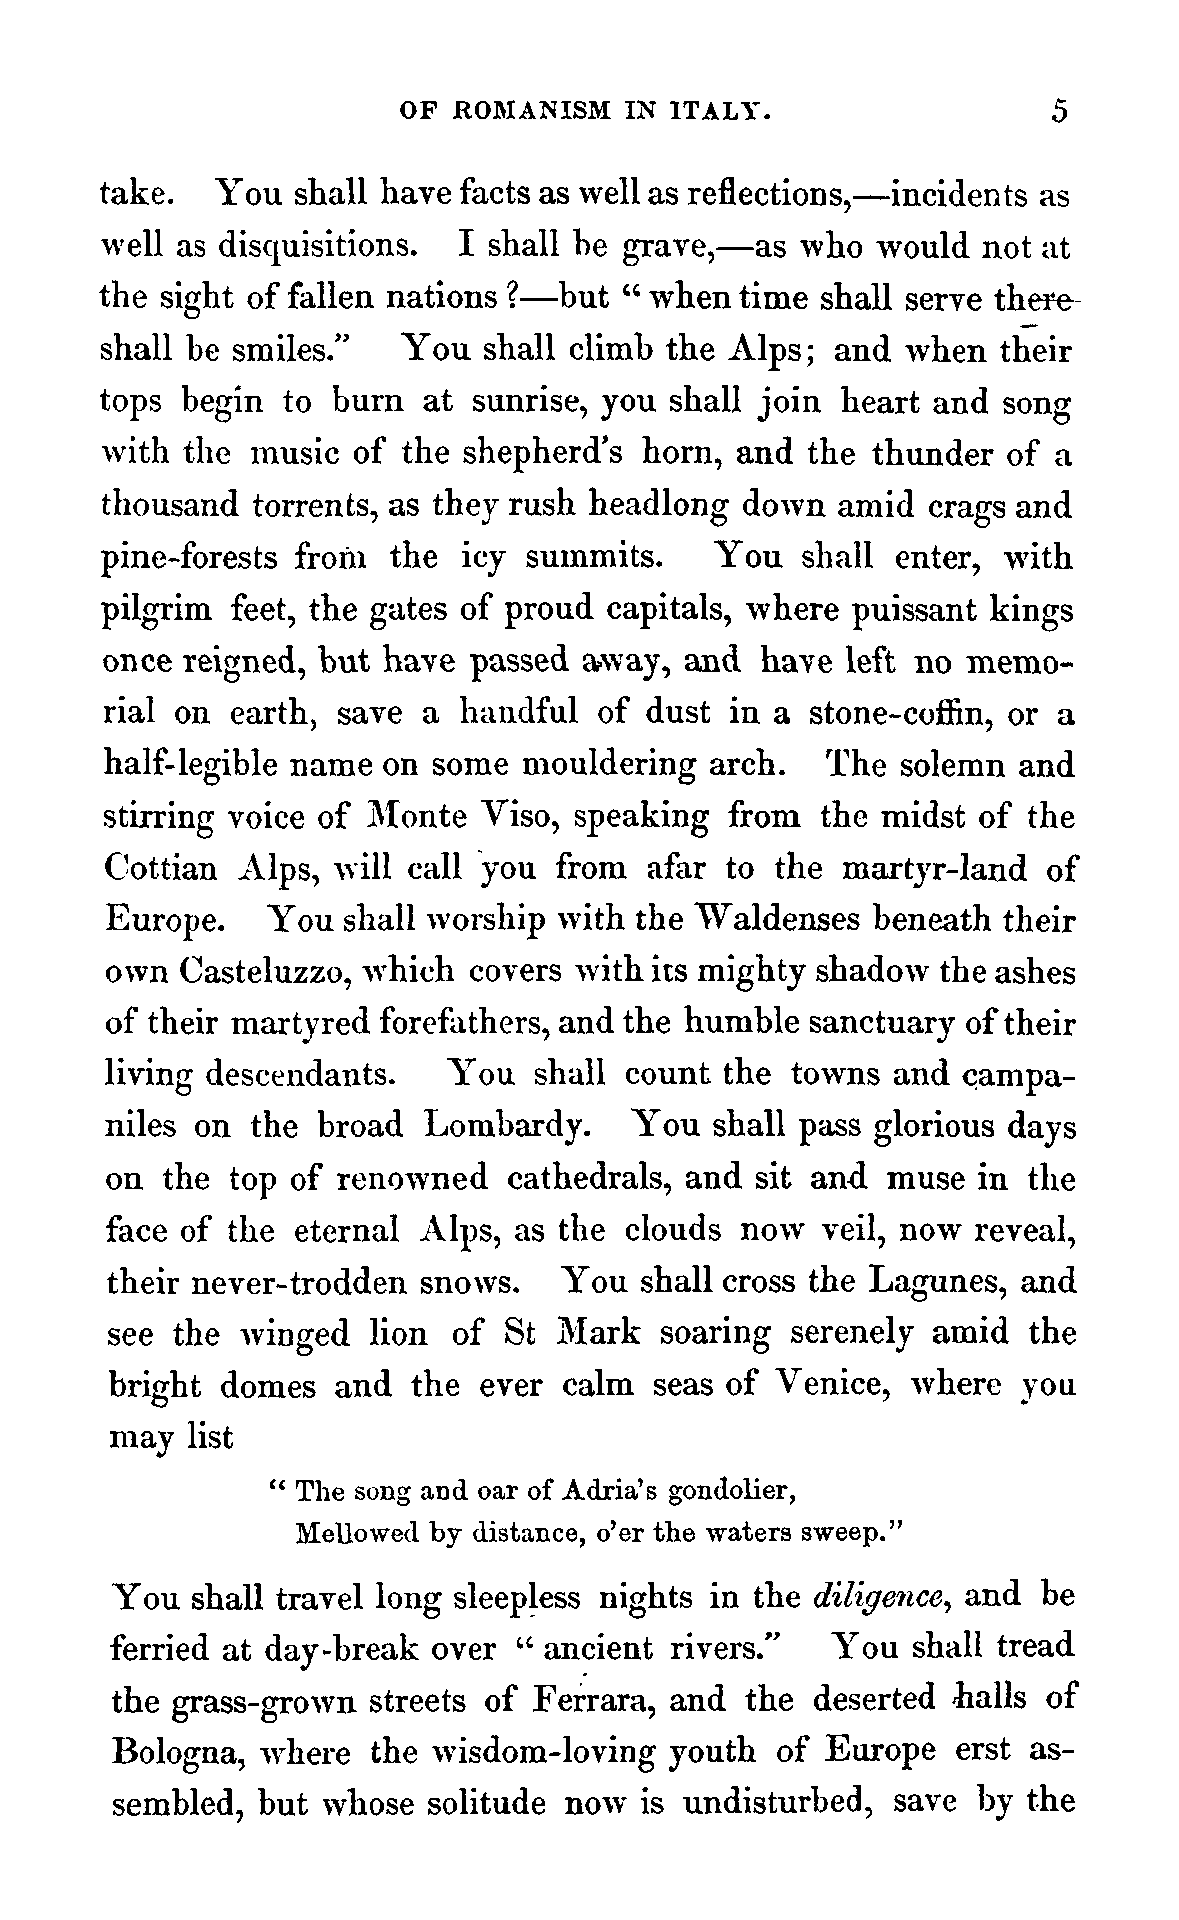 OF ROMANISM IN ITALY. 5
take. You shall have facts as well as reflections,—incidents as
well as disquisitions. I shall be grave,—as who would not at
the sight of fallen nations?—but "when time shall serve there
shall be smiles." You shall climb the Alps; and when their
tops begin to burn at sunrise, you shall join heart and song
with the music of the shepherd's horn, and the thunder of a
thousand torrents, as they rush headlong down amid crags and
pine-forests from the icy summits. You shall enter, with
pilgrim feet, the gates of proud capitals, where puissant kings
once reigned, but have passed away, and have left no memo-
rial on earth, save a handful of dust in a stone-coffin, or a
half-legible name on some mouldering arch. The solemn and
stirring voice of Monte Viso, speaking from the midst of the
Cottian Alps, will call you from afar to the martyr-land of
Europe. You shall worship with the Waldenses beneath their
own Casteluzzo, which covers with its mighty shadow the ashes
of their martyred forefathers, and the humble sanctuary of their
living descendants. You shall count the towns and campa-
niles on the broad Lombardy. You shall pass glorious days
on the top of renowned cathedrals, and sit and muse in the
face of the eternal Alps, as the clouds now veil, now reveal,
their never-trodden snows. You shall cross the Lagunes, and
see the winged lion of St Mark soaring serenely amid the
bright domes and the ever calm seas of Venice, where you
may list
"The song and oar of Adria's gondolier,
Mellowed by distance, o'er the waters sweep."
You shall travel long sleepless nights in the diligence, and be
ferried at day-break over "ancient rivers." You shall tread
the grass-grown streets of Ferrara, and the deserted halls of
Bologna, where the wisdom-loving youth of Europe erst as-
sembled, but whose solitude now is undisturbed, save by the